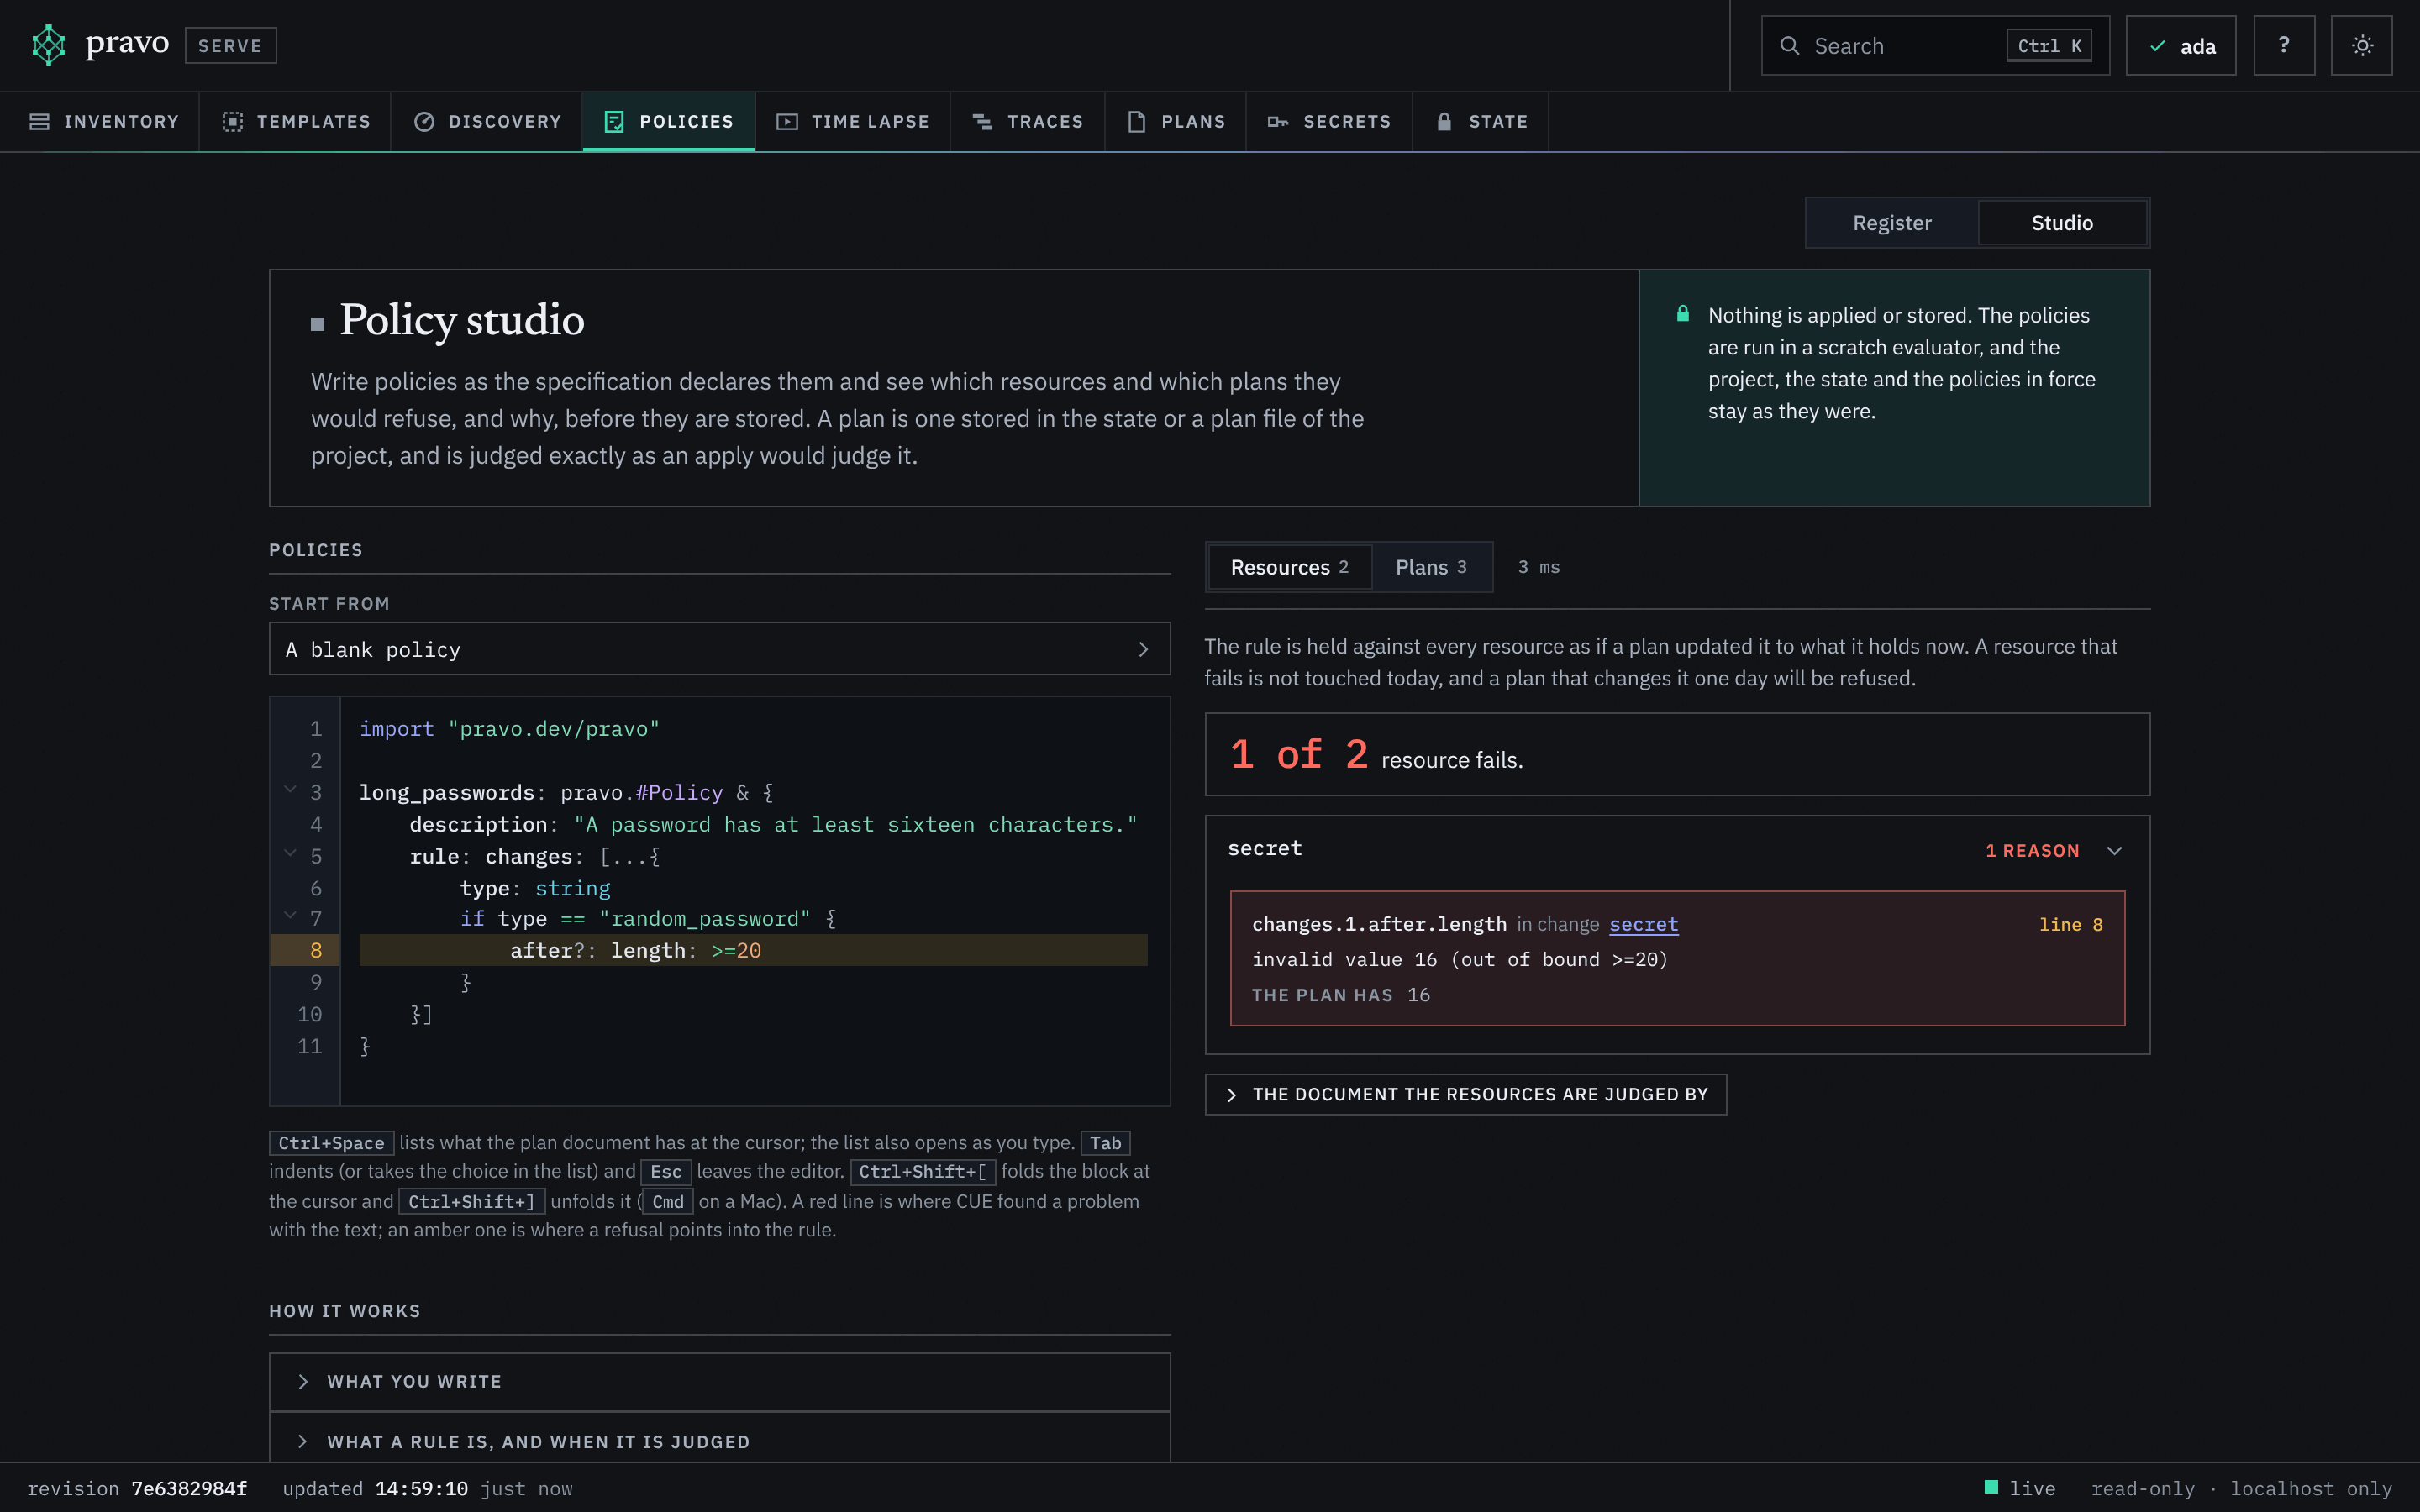 pravo SERVE
Search Ctrl K
ada
?
INVENTORY TEMPLATES DISCOVERY POLICIES TIME LAPSE TRACES PLANS SECRETS STATE
Register Studio
Policy studio
Write policies as the specification declares them and see which resources and which plans they
would refuse, and why, before they are stored. A plan is one stored in the state or a plan file of the
project, and is judged exactly as an apply would judge it.
Nothing is applied or stored. The policies
are run in a scratch evaluator, and the
project, the state and the policies in force
stay as they were.
POLICIES
START FROM
A blank policy
1 import "pravo.dev/pravo"
2
3 long_passwords: pravo.#Policy & {
4 description: "A password has at least sixteen characters."
5 rule: changes: [...{
6 type: string
7 if type == "random_password" {
8 after?: length: >=20
9 }
10 }]
11 }
Ctrl+Space lists what the plan document has at the cursor; the list also opens as you type. Tab
indents (or takes the choice in the list) and Esc leaves the editor. Ctrl+Shift+[ folds the block at
the cursor and Ctrl+Shift+] unfolds it (Cmd on a Mac). A red line is where CUE found a problem
with the text; an amber one is where a refusal points into the rule.
HOW IT WORKS
WHAT YOU WRITE
WHAT A RULE IS, AND WHEN IT IS JUDGED
Resources 2 Plans 3 3 ms
The rule is held against every resource as if a plan updated it to what it holds now. A resource that
fails is not touched today, and a plan that changes it one day will be refused.
1 of 2 resource fails.
secret 1 REASON
changes.1.after.length in change secret line 8
invalid value 16 (out of bound >=20)
THE PLAN HAS 16
THE DOCUMENT THE RESOURCES ARE JUDGED BY
revision 7e6382984f updated 14:59:10 just now
live read-only · localhost only